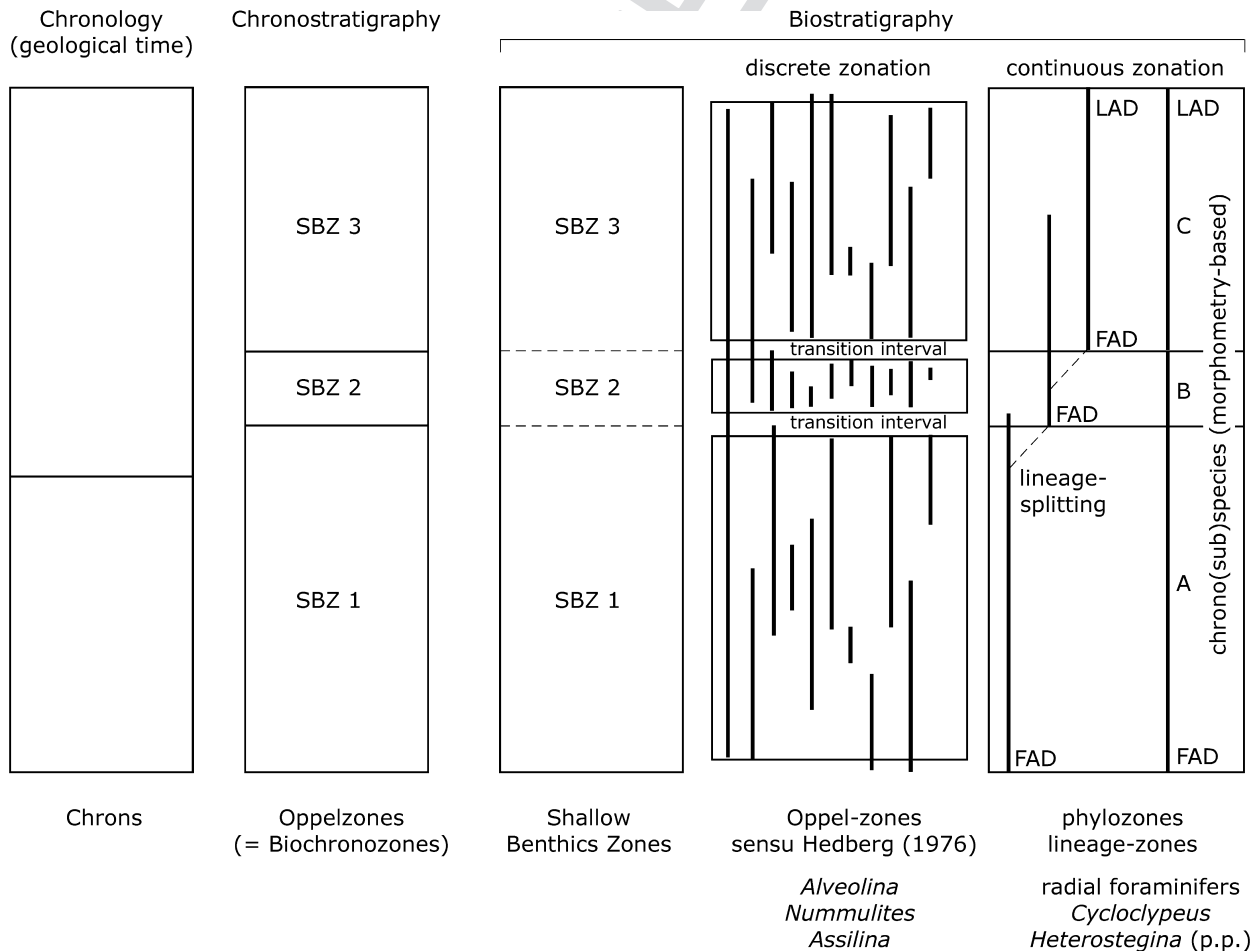 Chronology
(geological time)
Chronostratigraphy
Biostratigraphy
discrete zonation
continuous zonation
SBZ 3
SBZ 2
SBZ 1
SBZ 3
SBZ 2
SBZ 1
transition interval
transition interval
LAD
LAD
C
FAD
B
FAD
lineage-
splitting
A
FAD
FAD
chrono(sub)species (morphometry-based)
Chrons
Oppelzones
(= Biochronozones)
Shallow
Benthics Zones
Oppel-zones
sensu Hedberg (1976)
Alveolina
Nummulites
Assilina
phylozones
lineage-zones
radial foraminifers
Cycloclypeus
Heterostegina (p.p.)